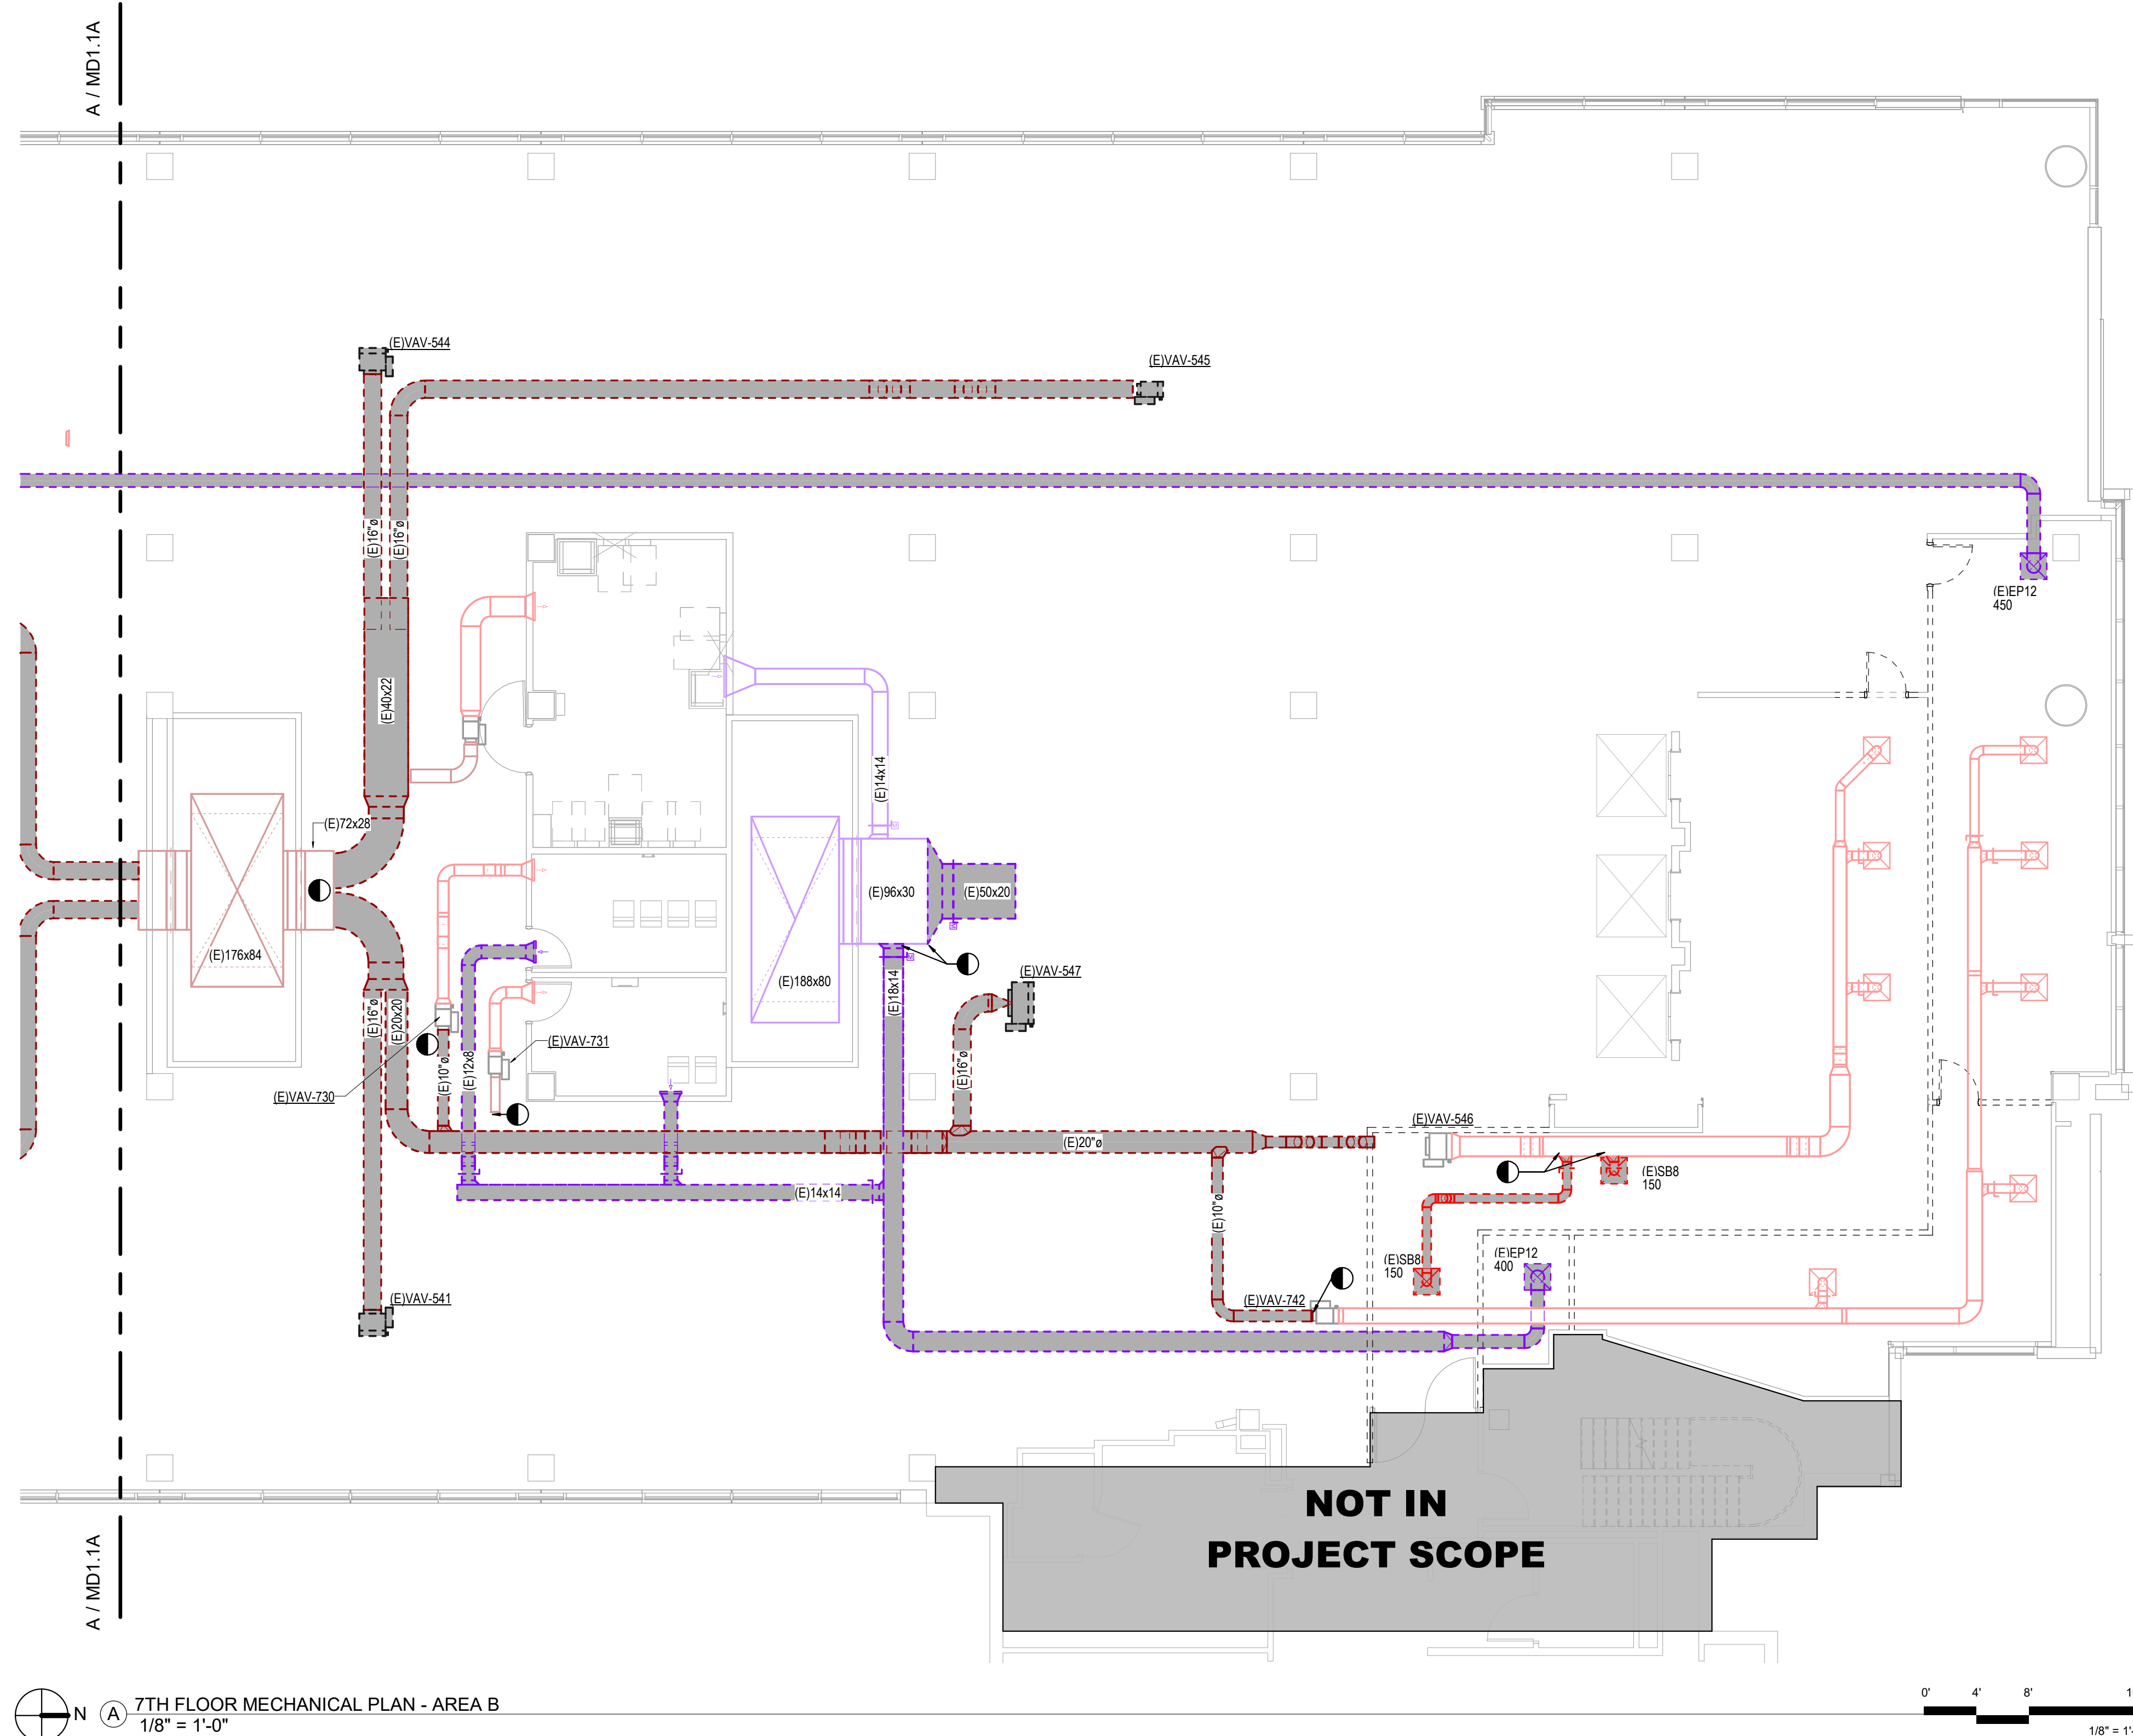 A / MD1.1A
(E)VAV-544
(E)VAV-545
(E)16"ø
(E)16"ø
(E)EP12
450
(E)40x22
(E)14x14
(E)72x28
(E)96x30
(E)50x20
(E)176x84
(E)188x80
(E)18x14
(E)VAV-547
(E)16"ø
(E)20x20
(E)VAV-731
(E)10"ø
(E)12x8
(E)16"ø
(E)VAV-730
(E)VAV-546
(E)20"ø
(E)SB8
150
(E)14x14
(E)10"ø
(E)SB8
150
(E)EP12
400
(E)VAV-541
(E)VAV-742
NOT IN
PROJECT SCOPE
A / MD1.1A
N
A
7TH FLOOR MECHANICAL PLAN - AREA B
1/8" = 1'-0"
0' 4' 8'
1/8" = 1'-